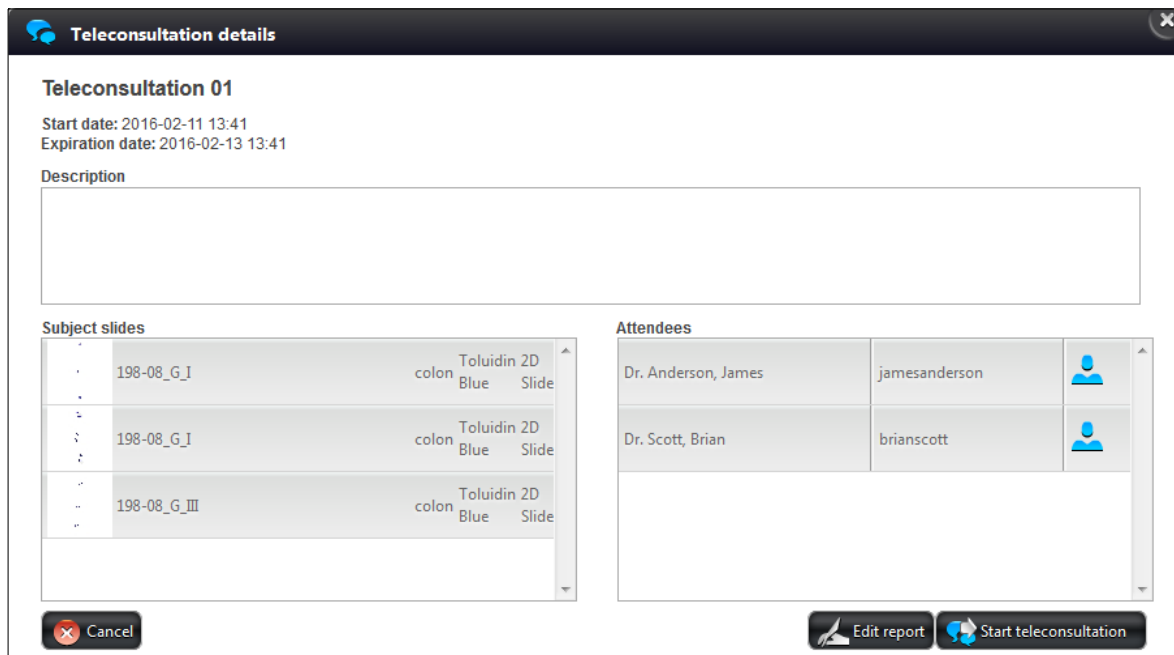 Teleconsultation details
Teleconsultation 01
Start date: 2016-02-11 13:41
Expiration date: 2016-02-13 13:41
Description
Subject slides
198-08_G_I colon Toluidin Blue 2D Slide
198-08_G_I colon Toluidin Blue 2D Slide
198-08_G_III colon Toluidin Blue 2D Slide
Attendees
Dr. Anderson, James jamesanderson
Dr. Scott, Brian brianscott
Cancel
Edit report
Start teleconsultation